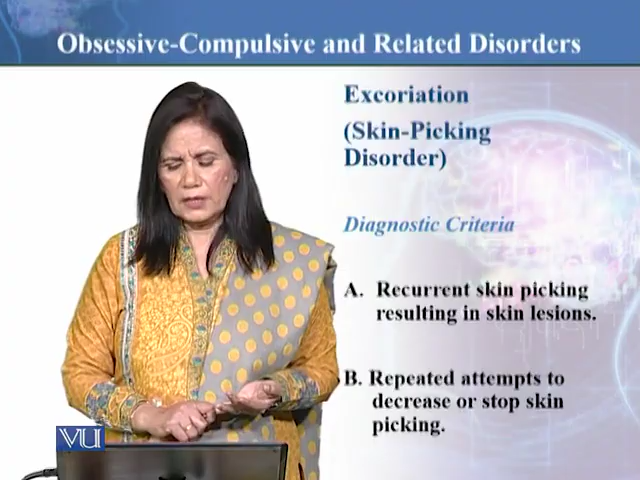 Obsessive-Compulsive and Related Disorders
Excoriation
(Skin-Picking
Disorder)
Diagnostic Criteria
A. Recurrent skin picking
resulting in skin lesions.
B. Repeated attempts to
decrease or stop skin
picking.
VU